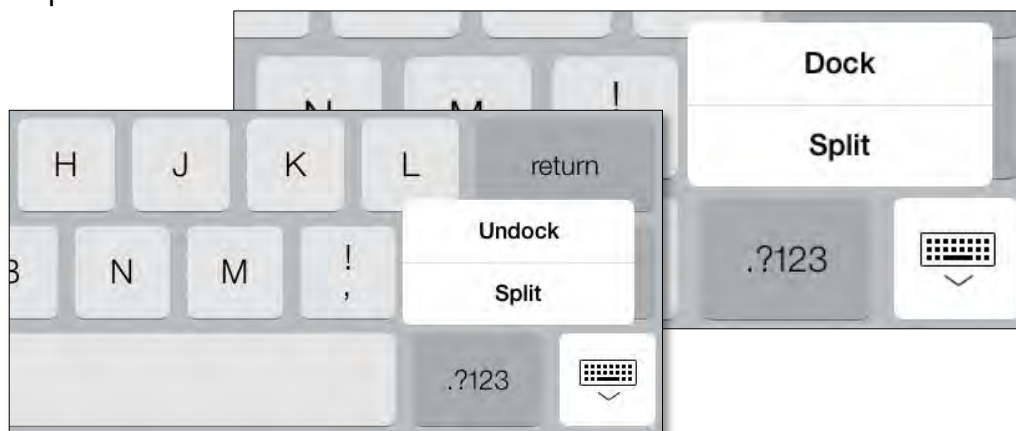 Dock
Split
H J K L return
Undock
N M !
,
Split
.?123
.?123